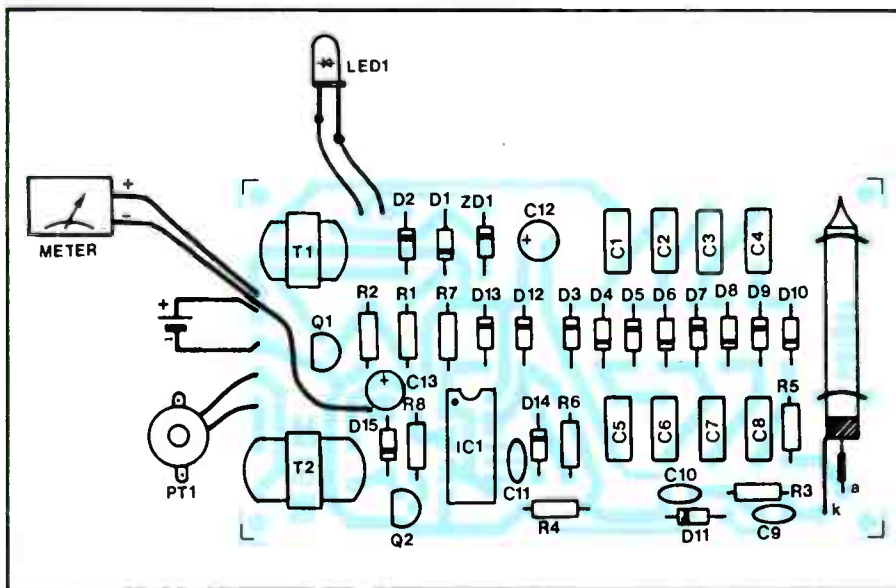 LED1
+
-
METER
D2 D1 ZD1
C12
T1
+
C1 C2 C3 C4
+
-
Q1
R2 R1 R7 D13 D12 D3 D4 D5 D6 D7 D8 D9 D10
+
C13
PT1
D15 R8
IC1
D14 R6
C5 C6 C7 C8
R5
T2
C11
C10
R3
a
k
Q2
R4
D11
C9